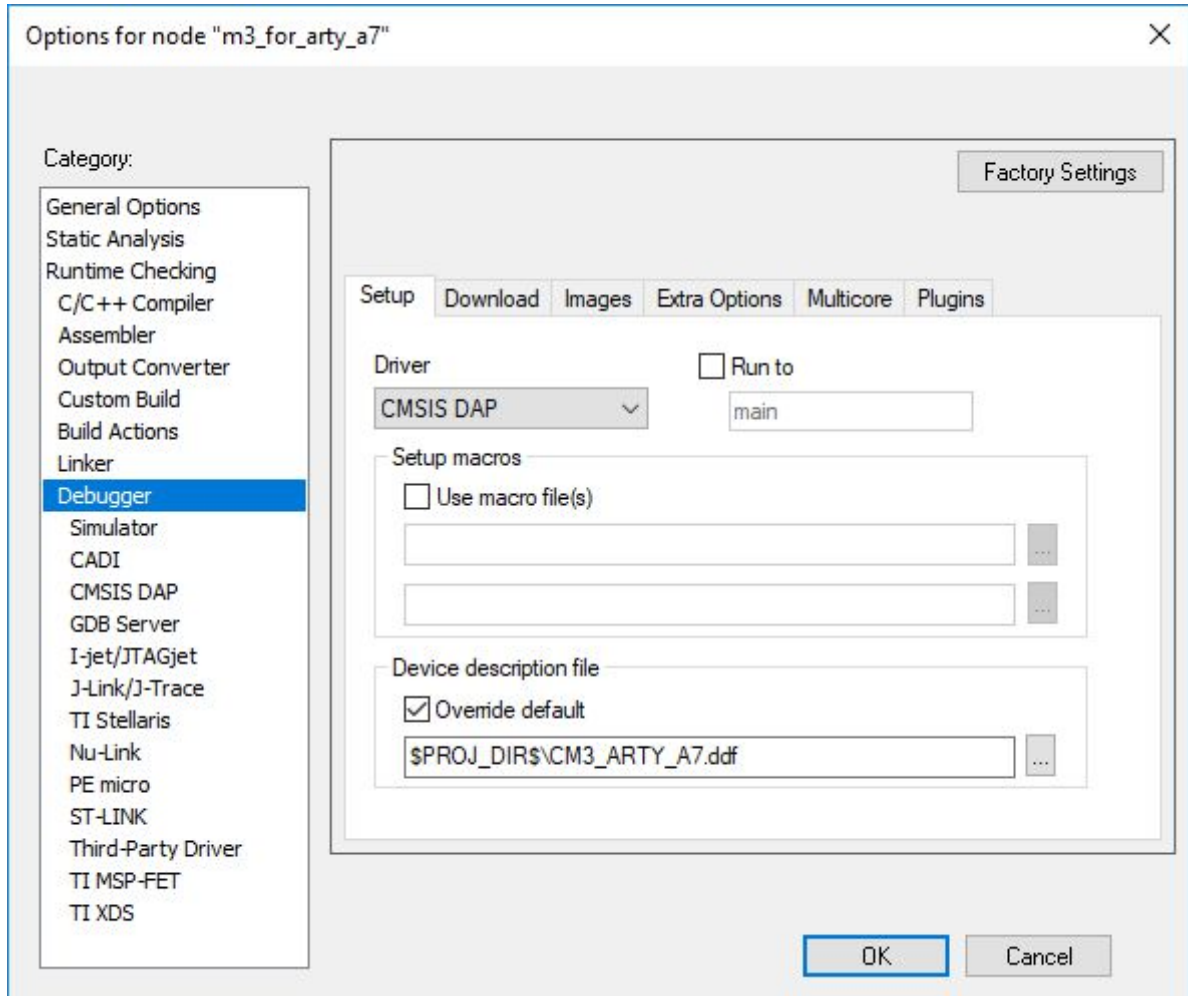 Options for node "m3_for_arty_a7"
Category:
General Options
Static Analysis
Runtime Checking
C/C++ Compiler
Assembler
Output Converter
Custom Build
Build Actions
Linker
Debugger
Simulator
CADI
CMSIS DAP
GDB Server
I-jet/JTAGjet
J-Link/J-Trace
TI Stellaris
Nu-Link
PE micro
ST-LINK
Third-Party Driver
TI MSP-FET
TI XDS
Factory Settings
Setup Download Images Extra Options Multicore Plugins
Driver Run to
CMSIS DAP main
Setup macros
Use macro file(s)
...
...
Device description file
Override default
$PROJ_DIR$\CM3_ARTY_A7.ddf ...
OK Cancel